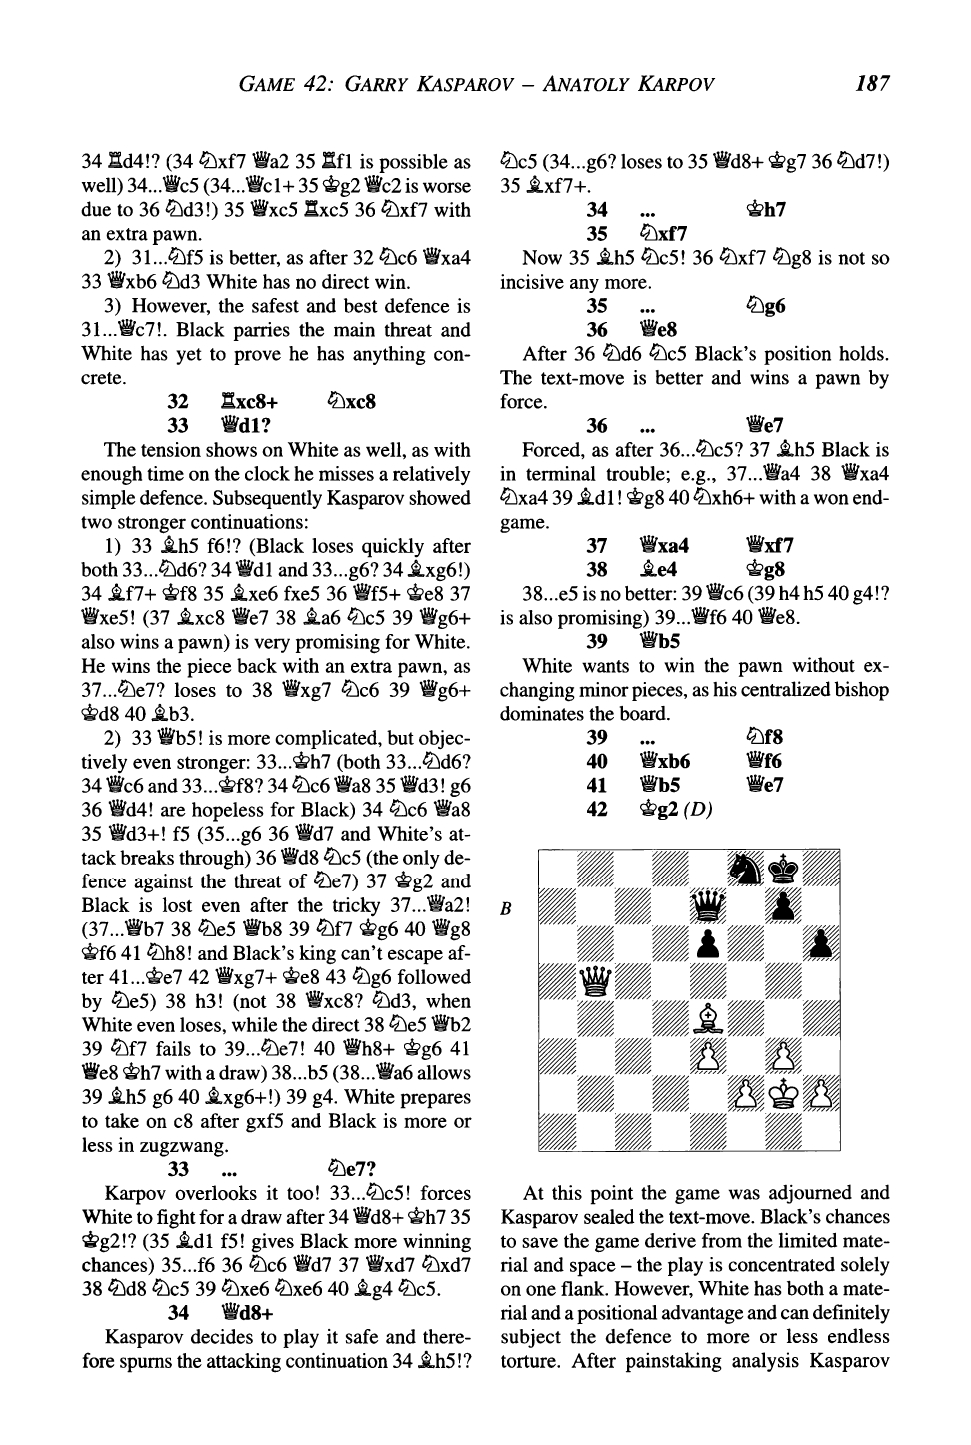 GAME 42: GARRY KASPAROV – ANATOLY KARPOV 187
34 ♖d4!? (34 ♘xf7 ♕a2 35 ♖f1 is possible as
well) 34...♕c5 (34...♕c1+ 35 ♔g2 ♕c2 is worse
due to 36 ♘d3!) 35 ♕xc5 ♖xc5 36 ♘xf7 with
an extra pawn.
2) 31...♘f5 is better, as after 32 ♘c6 ♕xa4
33 ♕xb6 ♘d3 White has no direct win.
3) However, the safest and best defence is
31...♕c7!. Black parries the main threat and
White has yet to prove he has anything con-
crete.
32 ♖xc8+ ♘xc8
33 ♕d1?
The tension shows on White as well, as with
enough time on the clock he misses a relatively
simple defence. Subsequently Kasparov showed
two stronger continuations:
1) 33 ♗h5 f6!? (Black loses quickly after
both 33...♘d6? 34 ♕d1 and 33...g6? 34 ♗xg6!)
34 ♗f7+ ♔f8 35 ♗xe6 fxe5 36 ♕f5+ ♔e8 37
♕xe5! (37 ♗xc8 ♕e7 38 ♗a6 ♘c5 39 ♕g6+
also wins a pawn) is very promising for White.
He wins the piece back with an extra pawn, as
37...♘e7? loses to 38 ♕xg7 ♘c6 39 ♕g6+
♔d8 40 ♗b3.
2) 33 ♕b5! is more complicated, but objec-
tively even stronger: 33...♔h7 (both 33...♘d6?
34 ♕c6 and 33...♔f8? 34 ♘c6 ♕a8 35 ♕d3! g6
36 ♕d4! are hopeless for Black) 34 ♘c6 ♕a8
35 ♕d3+! f5 (35...g6 36 ♕d7 and White's at-
tack breaks through) 36 ♕d8 ♘c5 (the only de-
fence against the threat of ♘e7) 37 ♔g2 and
Black is lost even after the tricky 37...♕a2!
(37...♕b7 38 ♘e5 ♕b8 39 ♘f7 ♔g6 40 ♕g8
♔f6 41 ♘h8! and Black's king can't escape af-
ter 41...♔e7 42 ♕xg7+ ♔e8 43 ♘g6 followed
by ♘e5) 38 h3! (not 38 ♕xc8? ♘d3, when
White even loses, while the direct 38 ♘e5 ♕b2
39 ♘f7 fails to 39...♘e7! 40 ♕h8+ ♔g6 41
♕e8 ♔h7 with a draw) 38...b5 (38...♕a6 allows
39 ♗h5 g6 40 ♗xg6+!) 39 g4. White prepares
to take on c8 after gxf5 and Black is more or
less in zugzwang.
33 ... ♘e7?
Karpov overlooks it too! 33...♘c5! forces
White to fight for a draw after 34 ♕d8+ ♔h7 35
♔g2!? (35 ♗d1 f5! gives Black more winning
chances) 35...f6 36 ♘c6 ♕d7 37 ♕xd7 ♘xd7
38 ♘d8 ♘c5 39 ♘xe6 ♘xe6 40 ♗g4 ♘c5.
34 ♕d8+
Kasparov decides to play it safe and there-
fore spurns the attacking continuation 34 ♗h5!?
♘c5 (34...g6? loses to 35 ♕d8+ ♔g7 36 ♘d7!)
35 ♗xf7+.
34 ... ♔h7
35 ♘xf7
Now 35 ♗h5 ♘c5! 36 ♘xf7 ♘g8 is not so
incisive any more.
35 ... ♘g6
36 ♕e8
After 36 ♘d6 ♘c5 Black's position holds.
The text-move is better and wins a pawn by
force.
36 ... ♕e7
Forced, as after 36...♘c5? 37 ♗h5 Black is
in terminal trouble; e.g., 37...♕a4 38 ♕xa4
♘xa4 39 ♗d1! ♔g8 40 ♘xh6+ with a won end-
game.
37 ♕xa4 ♕xf7
38 ♗e4 ♔g8
38...e5 is no better: 39 ♕c6 (39 h4 h5 40 g4!?
is also promising) 39...♕f6 40 ♕e8.
39 ♕b5
White wants to win the pawn without ex-
changing minor pieces, as his centralized bishop
dominates the board.
39 ... ♘f8
40 ♕xb6 ♕f6
41 ♕b5 ♕e7
42 ♔g2 (D)
B
At this point the game was adjourned and
Kasparov sealed the text-move. Black's chances
to save the game derive from the limited mate-
rial and space – the play is concentrated solely
on one flank. However, White has both a mate-
rial and a positional advantage and can definitely
subject the defence to more or less endless
torture. After painstaking analysis Kasparov